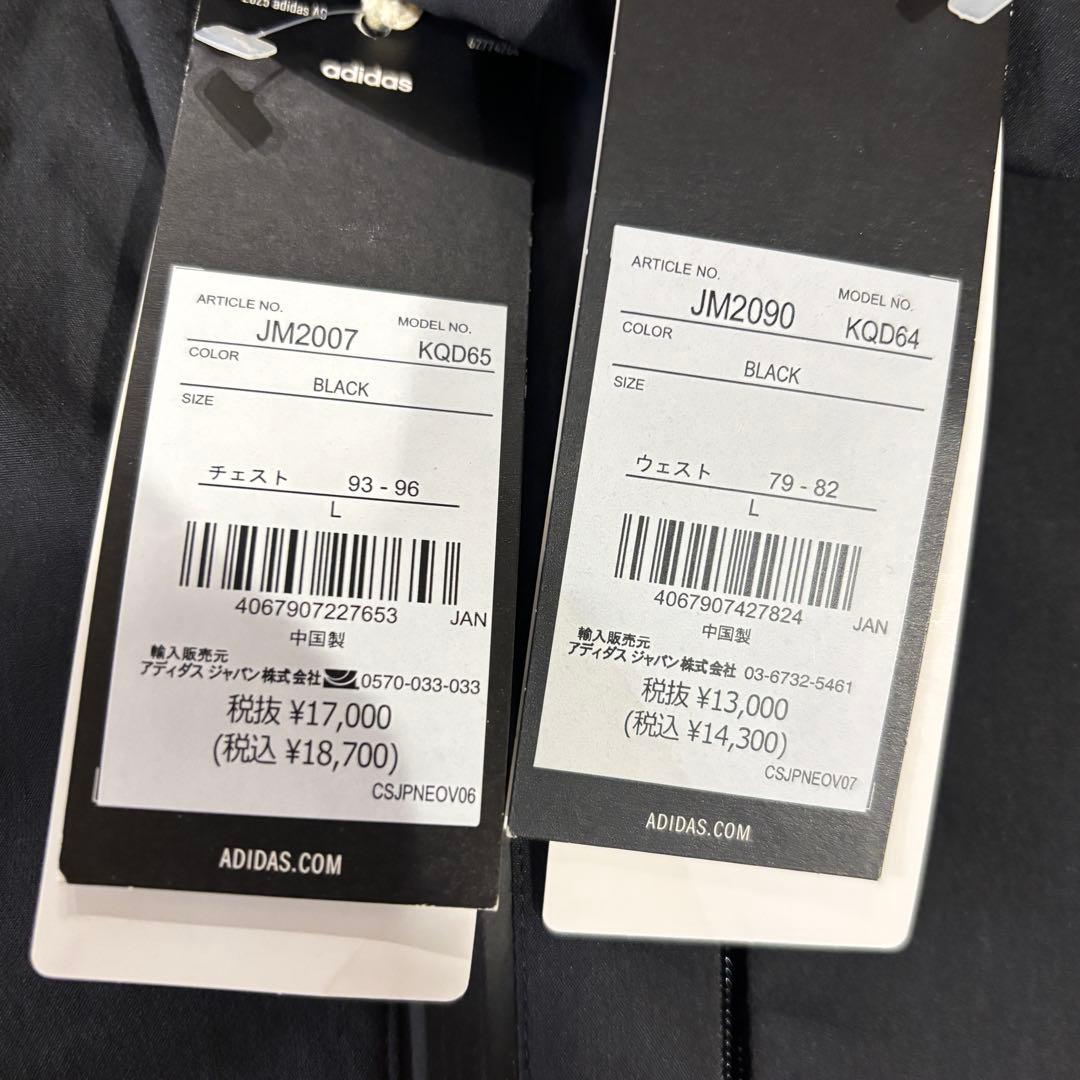 2025 adidas AG
adidas
ARTICLE NO.
JM2007
MODEL NO.
KQD65
COLOR
BLACK
SIZE
チェスト 93 - 96
L
4067907227653 JAN
中国製
輸入販売元
アディダス ジャパン株式会社 0570-033-033
税抜 ¥17,000
(税込 ¥18,700)
CSJPNEOV06
ADIDAS.COM
ARTICLE NO.
JM2090
MODEL NO.
KQD64
COLOR
BLACK
SIZE
ウェスト 79 - 82
L
4067907427824 JAN
中国製
輸入販売元
アディダス ジャパン株式会社 03-6732-5461
税抜 ¥13,000
(税込 ¥14,300)
CSJPNEOV07
ADIDAS.COM